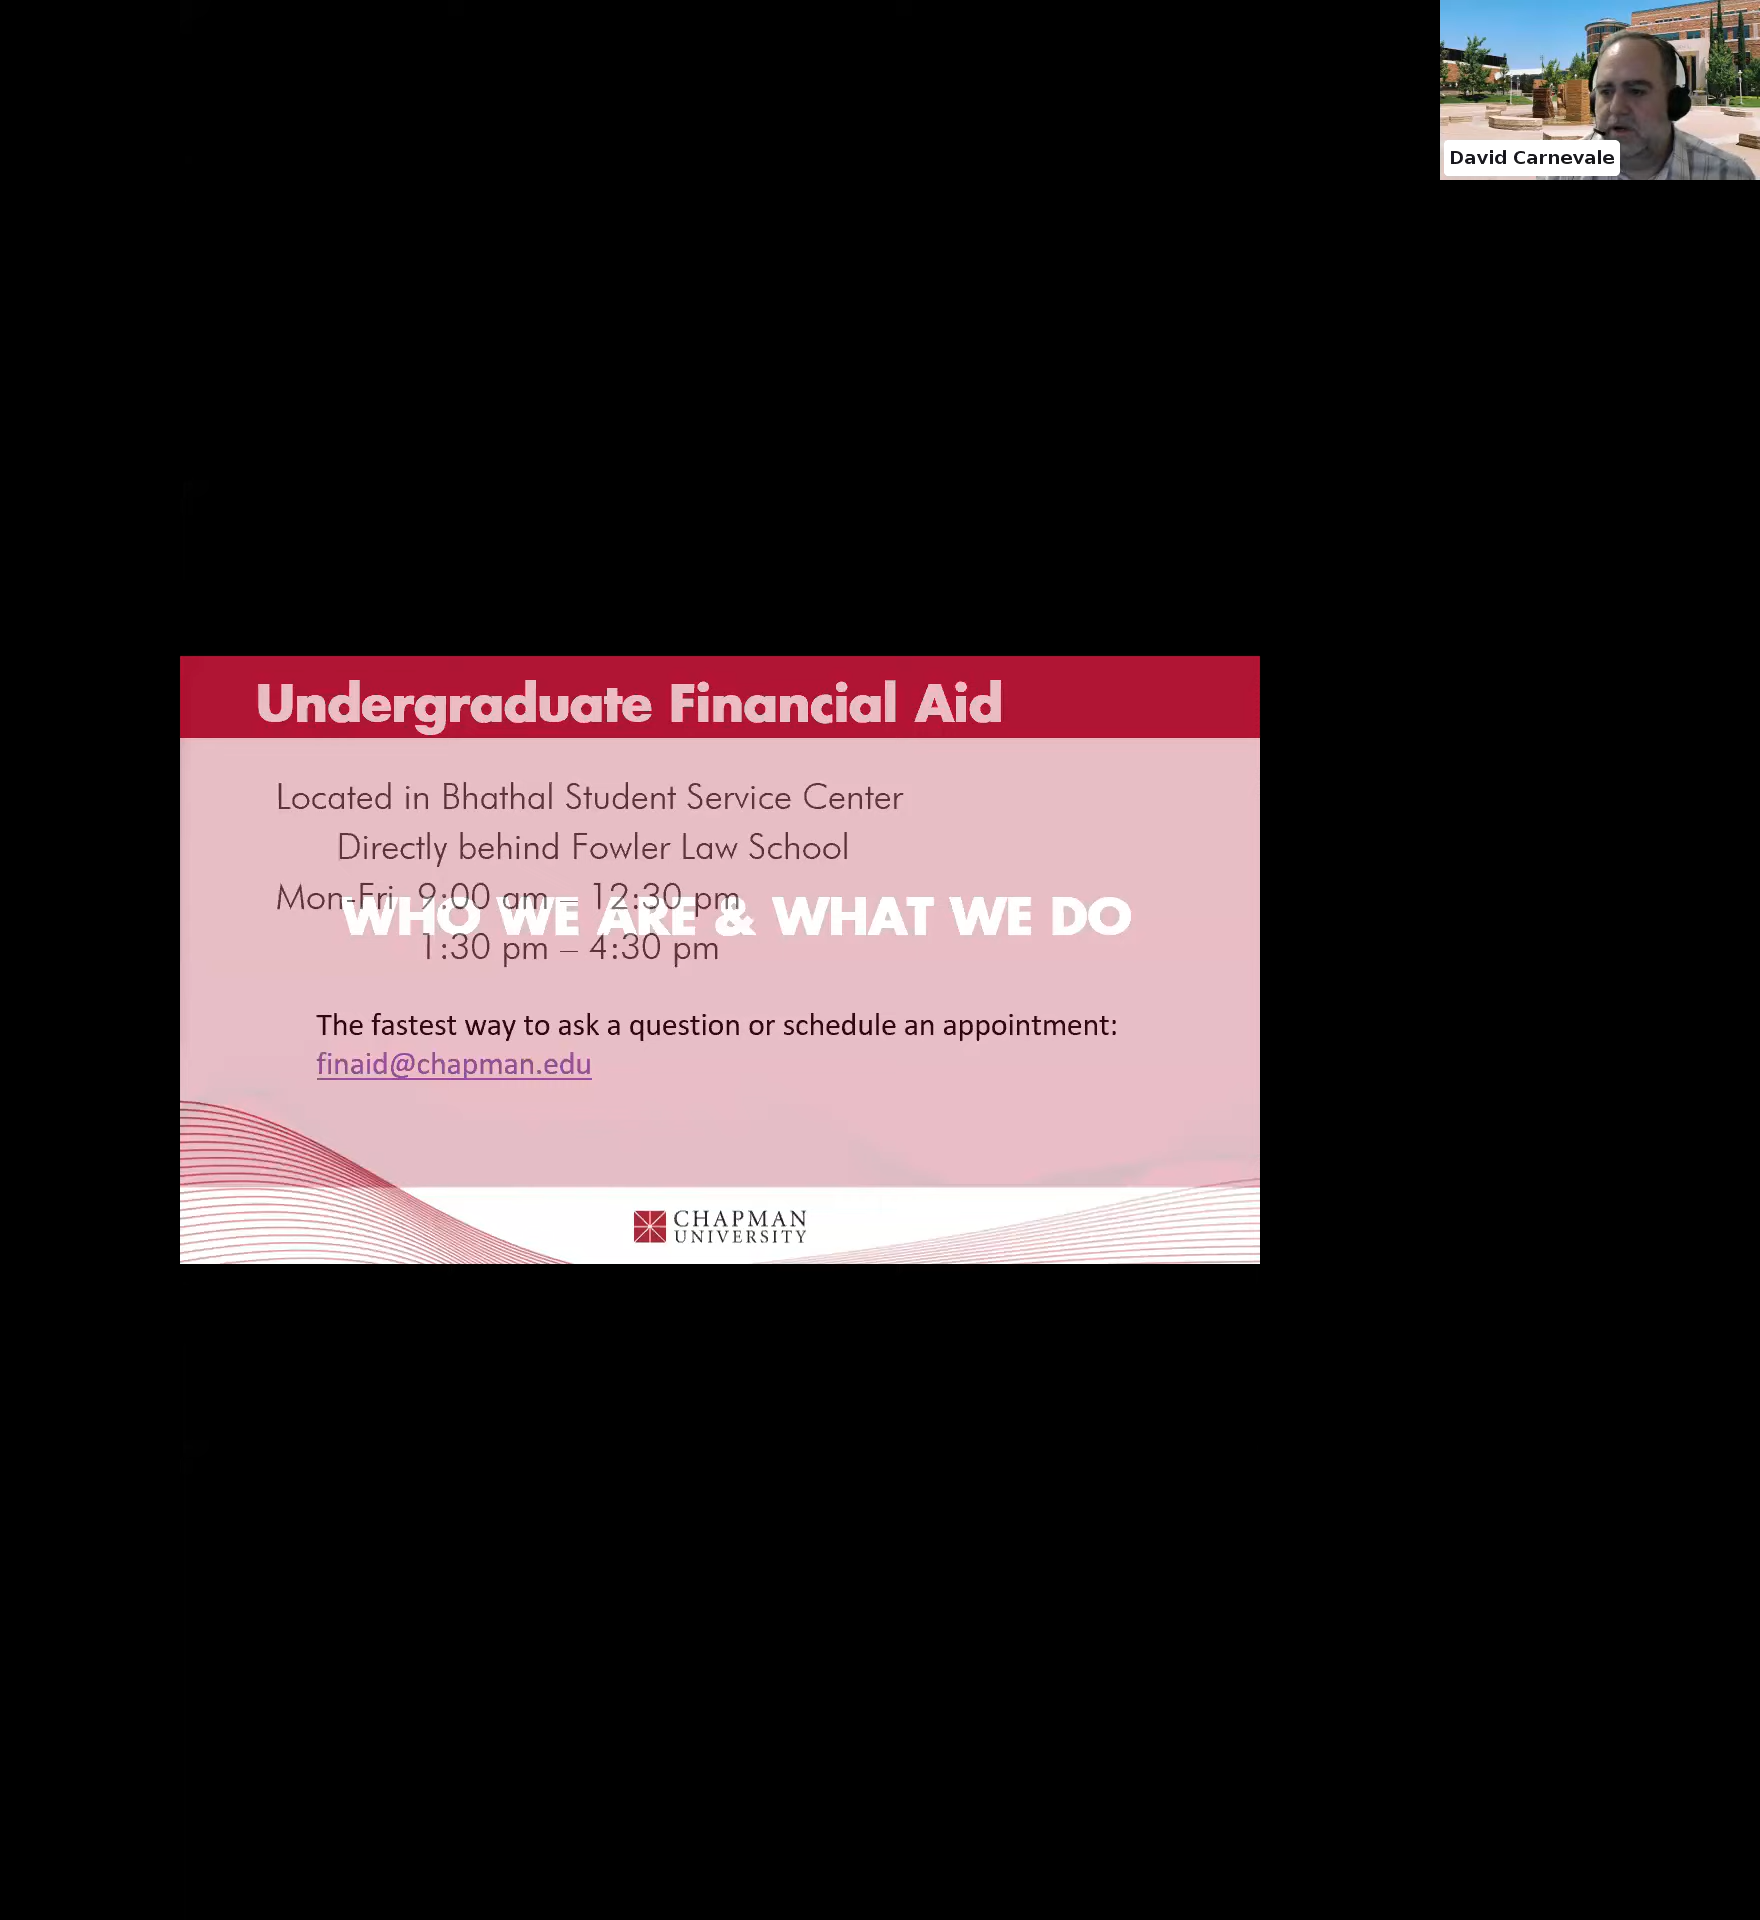 David Carnevale
Undergraduate Financial Aid
Located in Bhathal Student Service Center
Directly behind Fowler Law School
Mon-Fri 9:00 am – 12:30 pm
WHO WE ARE & WHAT WE DO
1:30 pm – 4:30 pm
The fastest way to ask a question or schedule an appointment:
finaid@chapman.edu
CHAPMAN
UNIVERSITY